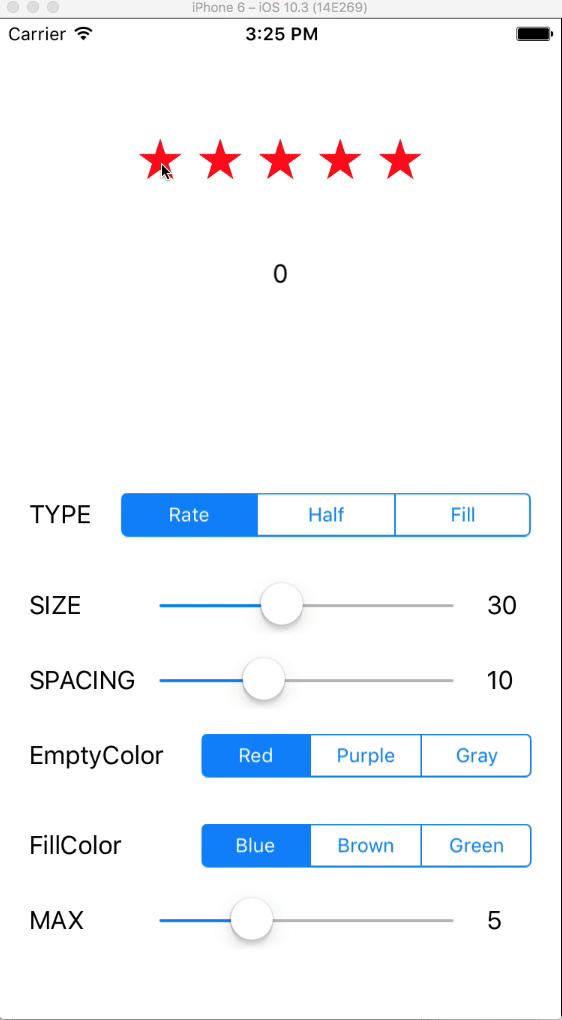 iPhone 6 – iOS 10.3 (14E269)
Carrier 3:25 PM
0
TYPE Rate Half Fill
SIZE 30
SPACING 10
EmptyColor Red Purple Gray
FillColor Blue Brown Green
MAX 5